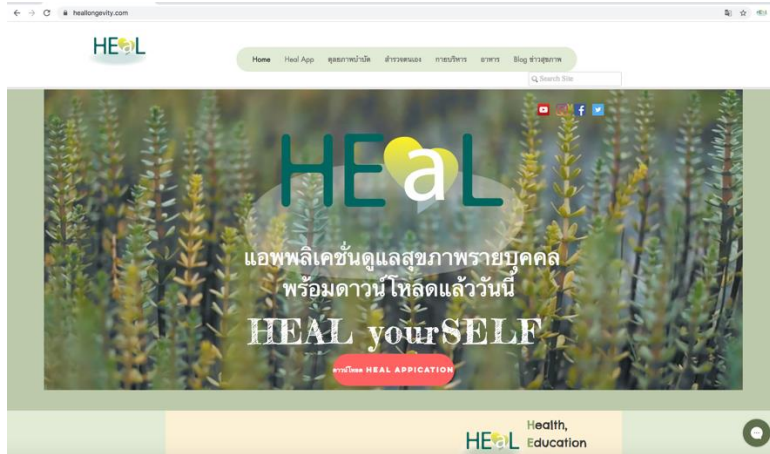 heallongevity.com
HEaL
Home Heal App ดุลยภาพบำบัด สำรวจตนเอง กายบริหาร อาหาร Blog ข่าวสุขภาพ
Search Site
HEaL
แอพพลิเคชั่นดูแลสุขภาพรายบุคคล
พร้อมดาวน์โหลดแล้ววันนี้
HEAL yourSELF
ดาวน์โหลด HEAL APPICATION
Health,
HEaL Education